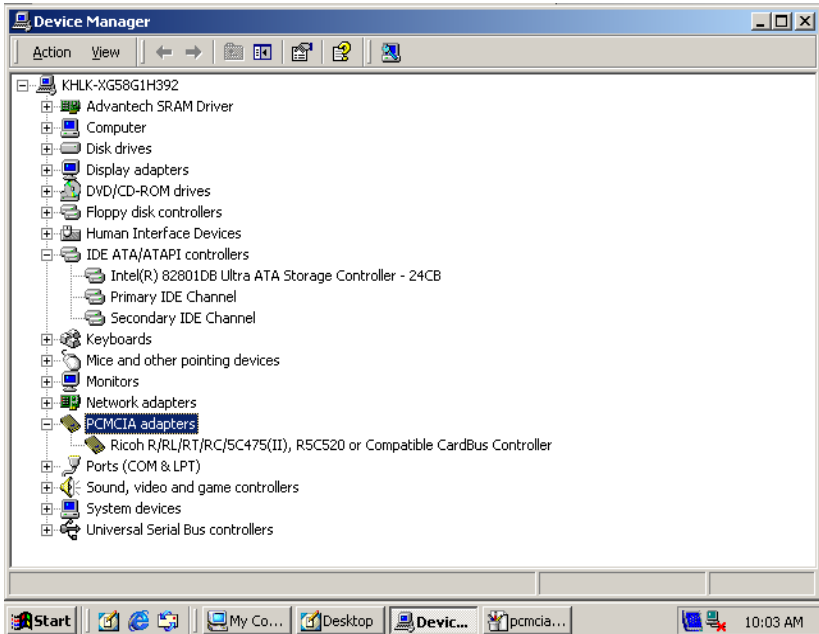 Device Manager
Action View
KHLK-XG58G1H392
Advantech SRAM Driver
Computer
Disk drives
Display adapters
DVD/CD-ROM drives
Floppy disk controllers
Human Interface Devices
IDE ATA/ATAPI controllers
Intel(R) 82801DB Ultra ATA Storage Controller - 24CB
Primary IDE Channel
Secondary IDE Channel
Keyboards
Mice and other pointing devices
Monitors
Network adapters
PCMCIA adapters
Ricoh R/RL/RT/RC/5C475(II), R5C520 or Compatible CardBus Controller
Ports (COM & LPT)
Sound, video and game controllers
System devices
Universal Serial Bus controllers
Start My Co... Desktop Devic... pcmcia... 10:03 AM